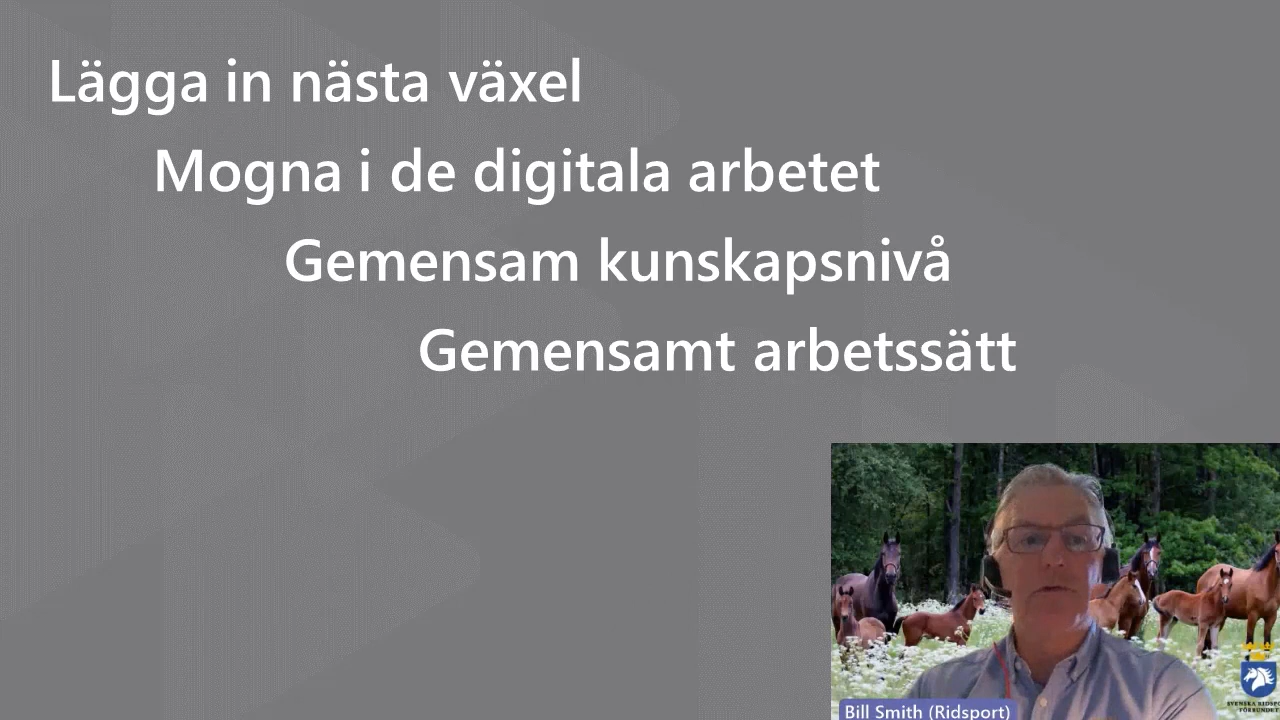 Lägga in nästa växel
Mogna i de digitala arbetet
Gemensam kunskapsnivå
Gemensamt arbetssätt
Bill Smith (Ridsport)